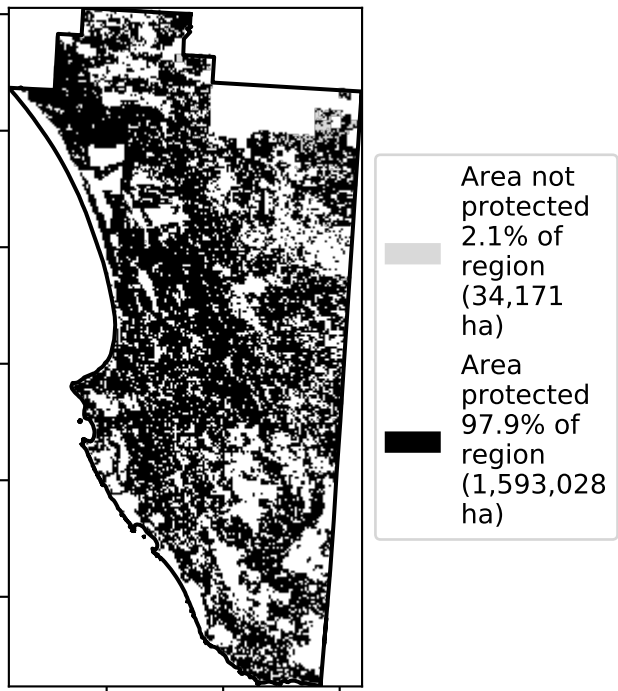 Area not
protected
2.1% of
region
(34,171
ha)
Area
protected
97.9% of
region
(1,593,028
ha)